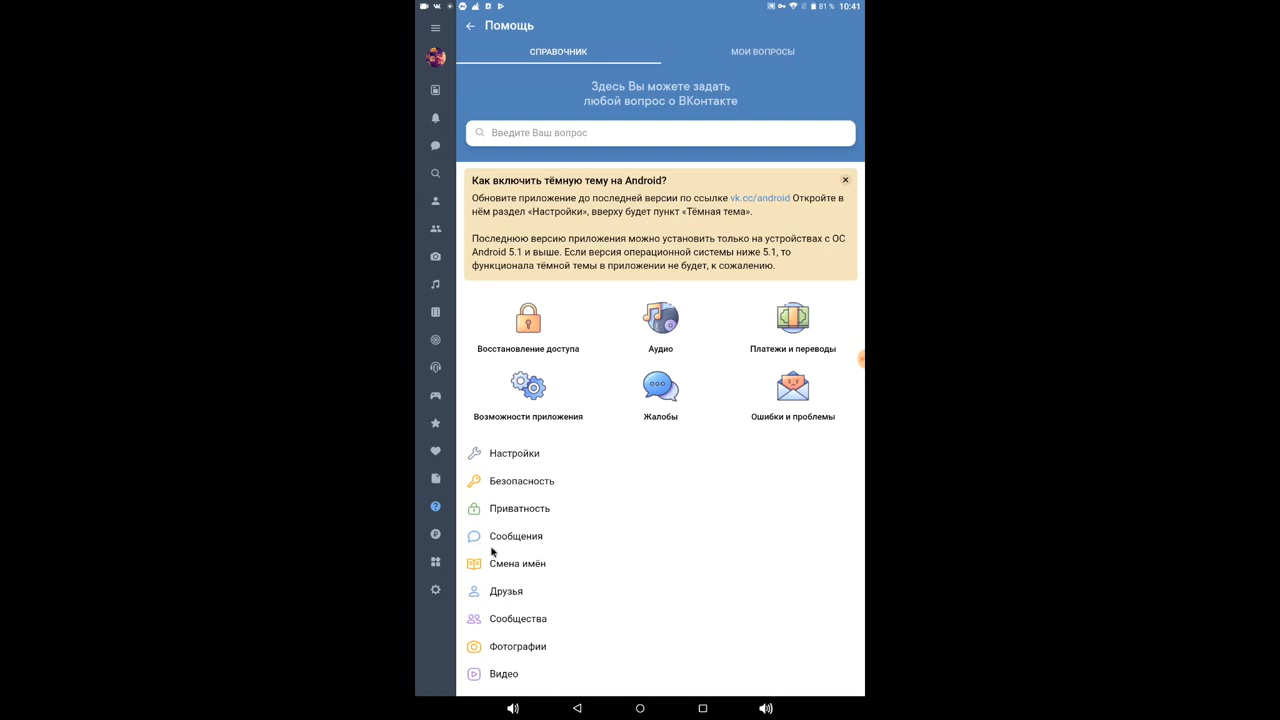 81 % 10:41
Помощь
СПРАВОЧНИК МОИ ВОПРОСЫ
Здесь Вы можете задать
любой вопрос о ВКонтакте
Введите Ваш вопрос
Как включить тёмную тему на Android?
Обновите приложение до последней версии по ссылке vk.cc/android Откройте в
нём раздел «Настройки», вверху будет пункт «Тёмная тема».
Последнюю версию приложения можно установить только на устройствах с ОС
Android 5.1 и выше. Если версия операционной системы ниже 5.1, то
функционала тёмной темы в приложении не будет, к сожалению.
Восстановление доступа Аудио Платежи и переводы
Возможности приложения Жалобы Ошибки и проблемы
Настройки
Безопасность
Приватность
Сообщения
Смена имён
Друзья
Сообщества
Фотографии
Видео